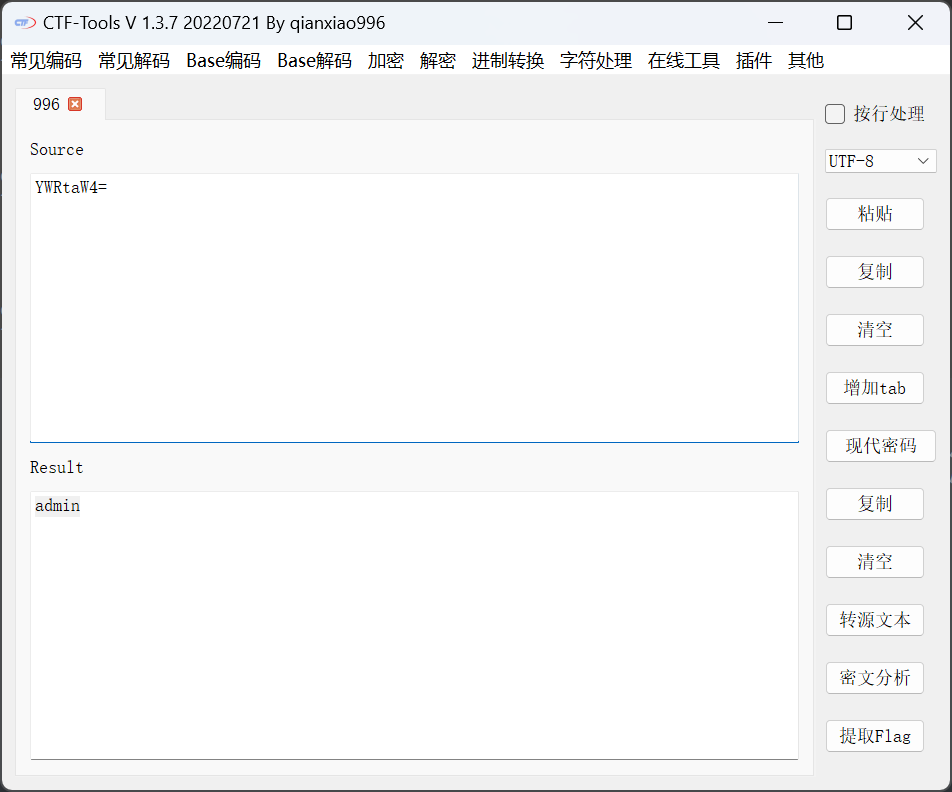 CTF CTF-Tools V 1.3.7 20220721 By qianxiao996
常见编码 常见解码 Base编码 Base解码 加密 解密 进制转换 字符处理 在线工具 插件 其他
996
按行处理
Source
UTF-8
YWRtaW4=
粘贴
复制
清空
增加tab
现代密码
Result
复制
admin
清空
转源文本
密文分析
提取Flag